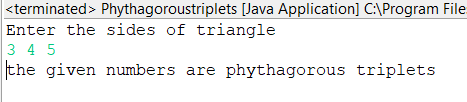 <terminated> Phythagoroustriplets [Java Application] C:\Program File
Enter the sides of triangle
3 4 5
the given numbers are phythagorous triplets